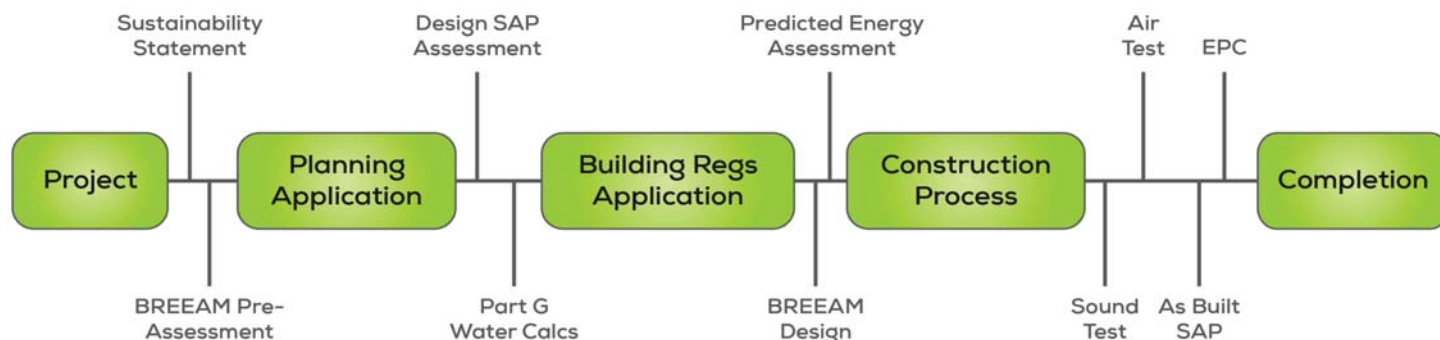 Sustainability
Statement
Design SAP
Assessment
Predicted Energy
Assessment
Air
Test
EPC
Project
Planning
Application
Building Regs
Application
Construction
Process
Completion
BREEAM Pre-
Assessment
Part G
Water Calcs
BREEAM
Design
Sound
Test
As Built
SAP